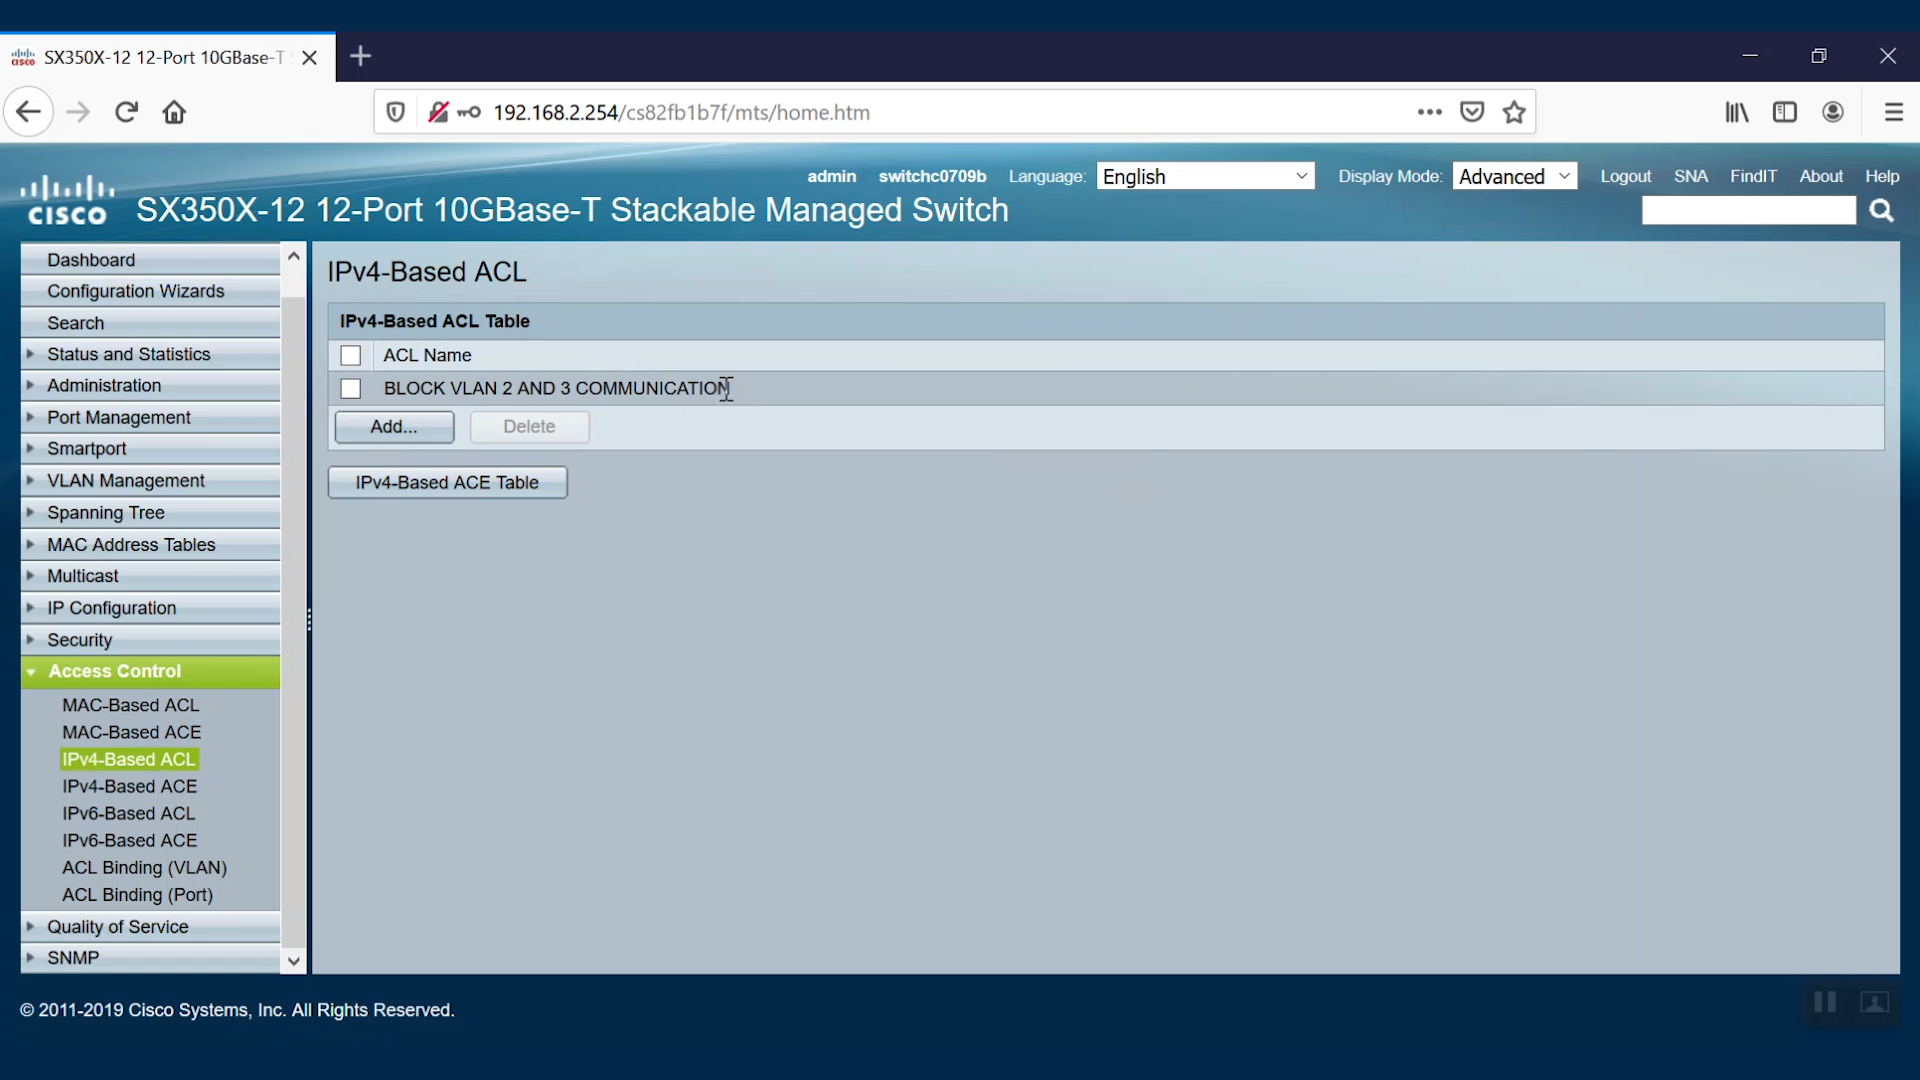 SX350X-12 12-Port 10GBase-T S
192.168.2.254/cs82fb1b7f/mts/home.htm
admin switchc0709b Language: English Display Mode: Advanced Logout SNA FindIT About Help
CISCO SX350X-12 12-Port 10GBase-T Stackable Managed Switch
Dashboard
Configuration Wizards
Search
Status and Statistics
Administration
Port Management
Smartport
VLAN Management
Spanning Tree
MAC Address Tables
Multicast
IP Configuration
Security
Access Control
MAC-Based ACL
MAC-Based ACE
IPv4-Based ACL
IPv4-Based ACE
IPv6-Based ACL
IPv6-Based ACE
ACL Binding (VLAN)
ACL Binding (Port)
Quality of Service
SNMP
IPv4-Based ACL
IPv4-Based ACL Table
ACL Name
BLOCK VLAN 2 AND 3 COMMUNICATION
Add... Delete
IPv4-Based ACE Table
© 2011-2019 Cisco Systems, Inc. All Rights Reserved.